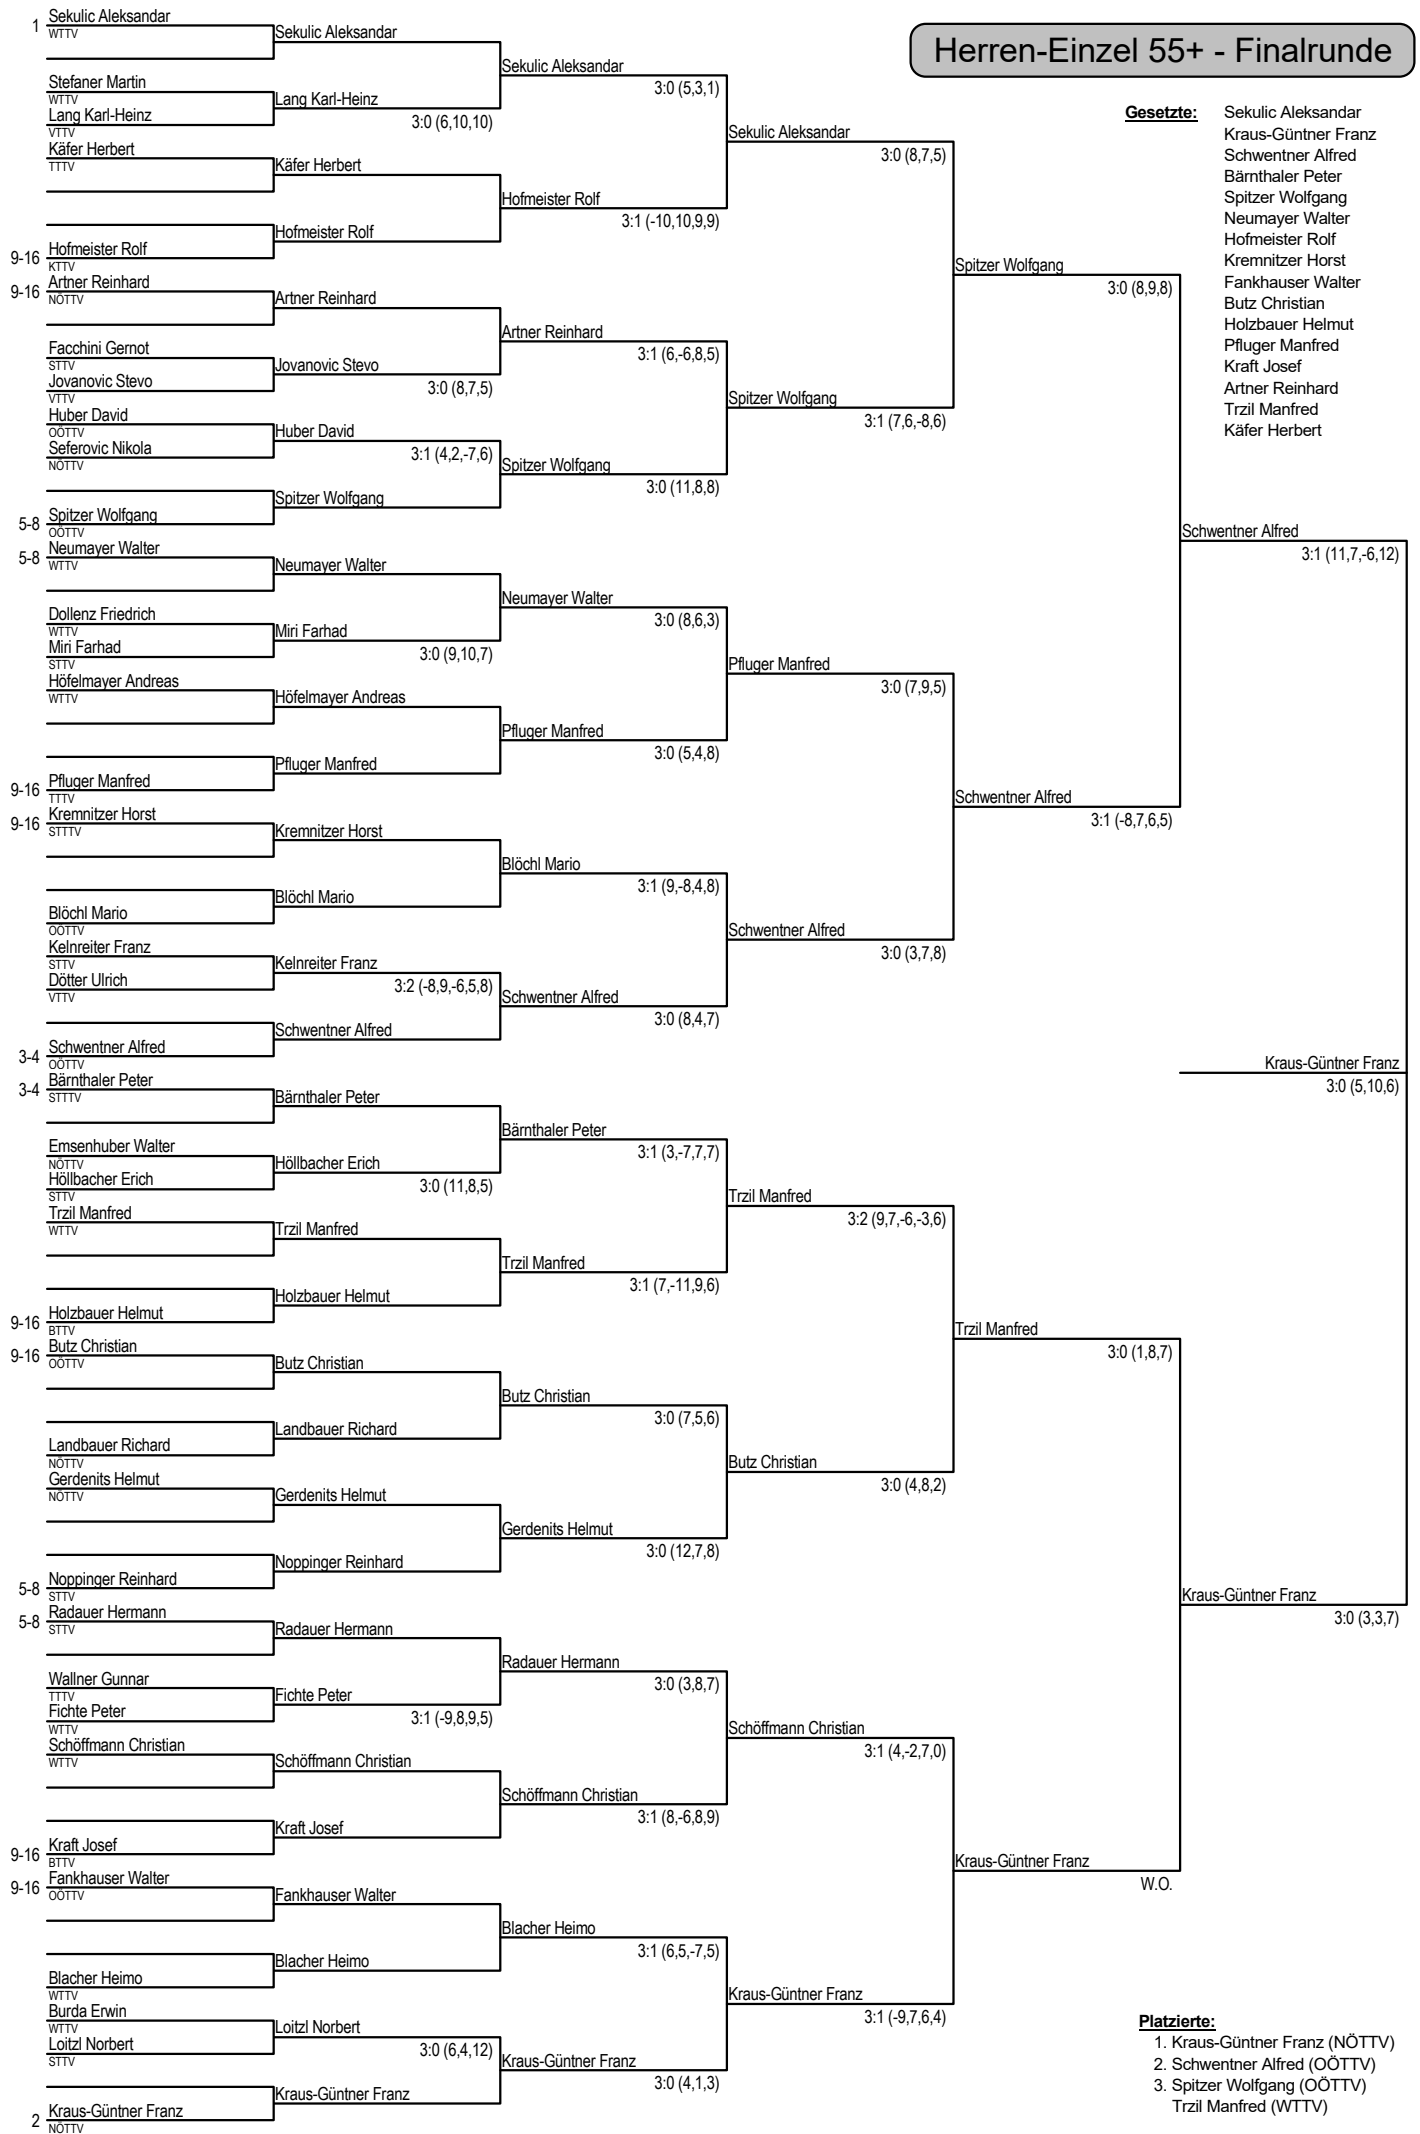 Herren-Einzel 55+ - Finalrunde
Gesetzte: Sekulic Aleksandar
Kraus-Güntner Franz
Schwentner Alfred
Bärnthaler Peter
Spitzer Wolfgang
Neumayer Walter
Hofmeister Rolf
Kremnitzer Horst
Fankhauser Walter
Butz Christian
Holzbauer Helmut
Pfluger Manfred
Kraft Josef
Artner Reinhard
Trzil Manfred
Käfer Herbert
1 Sekulic Aleksandar
WTTV
Stefaner Martin
WTTV
Lang Karl-Heinz
VTTV
Käfer Herbert
TTTV
9-16 Hofmeister Rolf
KTTV
9-16 Artner Reinhard
NÖTTV
Facchini Gernot
STTV
Jovanovic Stevo
VTTV
Huber David
OÖTTV
Seferovic Nikola
NÖTTV
5-8 Spitzer Wolfgang
OÖTTV
5-8 Neumayer Walter
WTTV
Dollenz Friedrich
WTTV
Miri Farhad
STTV
Höfelmayer Andreas
WTTV
9-16 Pfluger Manfred
TTTV
9-16 Kremnitzer Horst
STTTV
Blöchl Mario
OÖTTV
Kelnreiter Franz
STTV
Dötter Ulrich
VTTV
3-4 Schwentner Alfred
OÖTTV
3-4 Bärnthaler Peter
STTTV
Emsenhuber Walter
NÖTTV
Höllbacher Erich
STTV
Trzil Manfred
WTTV
9-16 Holzbauer Helmut
BTTV
9-16 Butz Christian
OÖTTV
Landbauer Richard
NÖTTV
Gerdenits Helmut
NÖTTV
5-8 Noppinger Reinhard
STTV
5-8 Radauer Hermann
STTV
Wallner Gunnar
TTTV
Fichte Peter
WTTV
Schöffmann Christian
WTTV
9-16 Kraft Josef
BTTV
9-16 Fankhauser Walter
OÖTTV
Blacher Heimo
WTTV
Burda Erwin
WTTV
Loitzl Norbert
STTV
2 Kraus-Güntner Franz
NÖTTV
Sekulic Aleksandar
Lang Karl-Heinz
3:0 (6,10,10)
Käfer Herbert
Hofmeister Rolf
Artner Reinhard
Jovanovic Stevo
3:0 (8,7,5)
Huber David
3:1 (4,2,-7,6)
Spitzer Wolfgang
Neumayer Walter
Miri Farhad
3:0 (9,10,7)
Höfelmayer Andreas
Pfluger Manfred
Kremnitzer Horst
Blöchl Mario
Kelnreiter Franz
3:2 (-8,9,-6,5,8)
Schwentner Alfred
Bärnthaler Peter
Höllbacher Erich
3:0 (11,8,5)
Trzil Manfred
Holzbauer Helmut
Butz Christian
Landbauer Richard
Gerdenits Helmut
Noppinger Reinhard
Radauer Hermann
Fichte Peter
3:1 (-9,8,9,5)
Schöffmann Christian
Kraft Josef
Fankhauser Walter
Blacher Heimo
Loitzl Norbert
3:0 (6,4,12)
Kraus-Güntner Franz
Sekulic Aleksandar
3:0 (5,3,1)
Hofmeister Rolf
3:1 (-10,10,9,9)
Artner Reinhard
3:1 (6,-6,8,5)
Spitzer Wolfgang
3:0 (11,8,8)
Neumayer Walter
3:0 (8,6,3)
Pfluger Manfred
3:0 (5,4,8)
Blöchl Mario
3:1 (9,-8,4,8)
Schwentner Alfred
3:0 (8,4,7)
Bärnthaler Peter
3:1 (3,-7,7,7)
Trzil Manfred
3:1 (7,-11,9,6)
Butz Christian
3:0 (7,5,6)
Gerdenits Helmut
3:0 (12,7,8)
Radauer Hermann
3:0 (3,8,7)
Schöffmann Christian
3:1 (8,-6,8,9)
Blacher Heimo
3:1 (6,5,-7,5)
Kraus-Güntner Franz
3:0 (4,1,3)
Sekulic Aleksandar
3:0 (8,7,5)
Spitzer Wolfgang
3:1 (7,6,-8,6)
Pfluger Manfred
3:0 (7,9,5)
Schwentner Alfred
3:0 (3,7,8)
Trzil Manfred
3:2 (9,7,-6,-3,6)
Butz Christian
3:0 (4,8,2)
Schöffmann Christian
3:1 (4,-2,7,0)
Kraus-Güntner Franz
3:1 (-9,7,6,4)
Spitzer Wolfgang
3:0 (8,9,8)
Schwentner Alfred
3:1 (-8,7,6,5)
Trzil Manfred
3:0 (1,8,7)
Kraus-Güntner Franz
W.O.
Schwentner Alfred
3:1 (11,7,-6,12)
Kraus-Güntner Franz
3:0 (3,3,7)
Kraus-Güntner Franz
3:0 (5,10,6)
Platzierte:
1. Kraus-Güntner Franz (NÖTTV)
2. Schwentner Alfred (OÖTTV)
3. Spitzer Wolfgang (OÖTTV)
Trzil Manfred (WTTV)